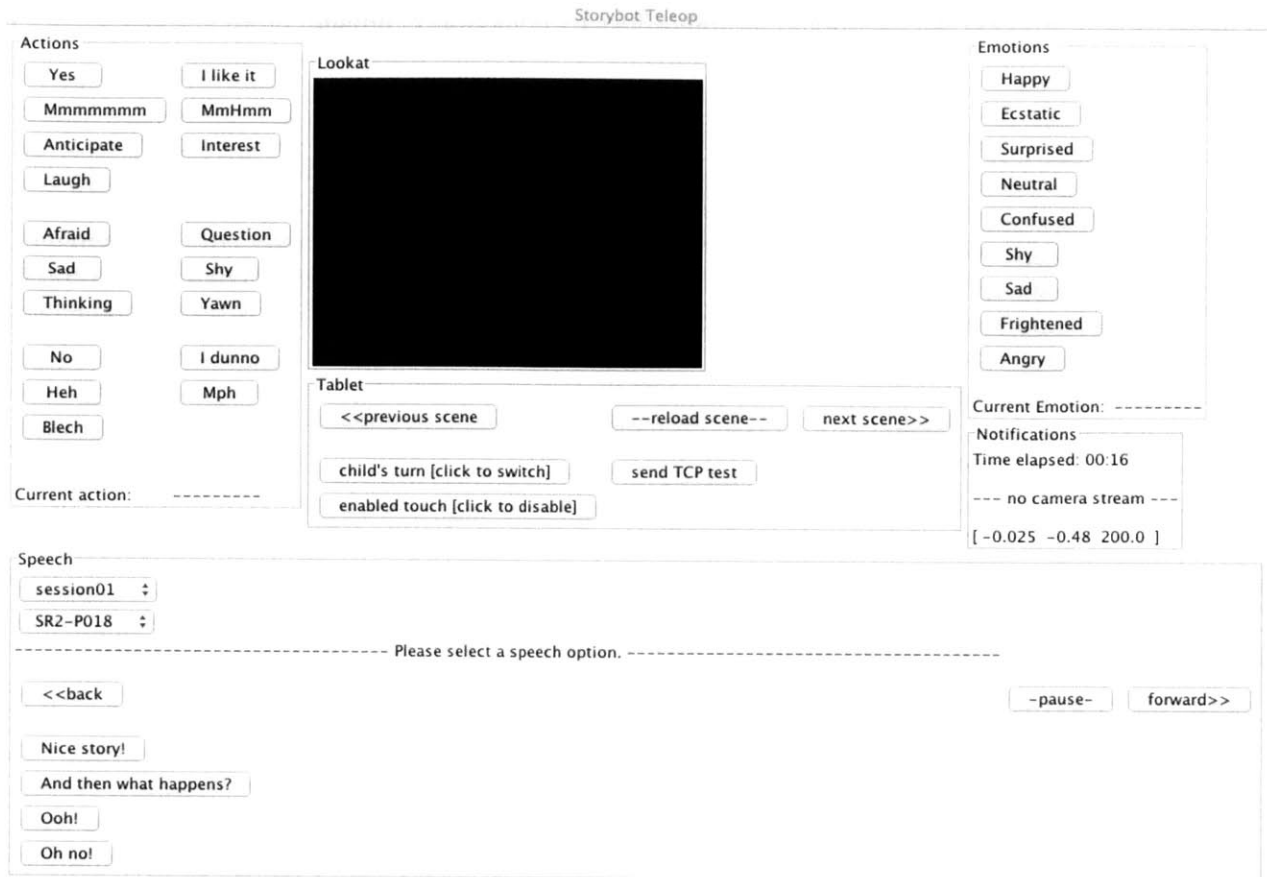 Storybot Teleop
Actions
Yes I like it
Mmmmmmm MmHmm
Anticipate Interest
Laugh
Afraid Question
Sad Shy
Thinking Yawn
No I dunno
Heh Mph
Blech
Current action: ---------
Lookat
Tablet
<<previous scene --reload scene-- next scene>>
child's turn [click to switch] send TCP test
enabled touch [click to disable]
Emotions
Happy
Ecstatic
Surprised
Neutral
Confused
Shy
Sad
Frightened
Angry
Current Emotion: ---------
Notifications
Time elapsed: 00:16
--- no camera stream ---
[ -0.025 -0.48 200.0 ]
Speech
session01
SR2-P018
----------------------------------- Please select a speech option. -----------------------------------
<<back -pause- forward>>
Nice story!
And then what happens?
Ooh!
Oh no!